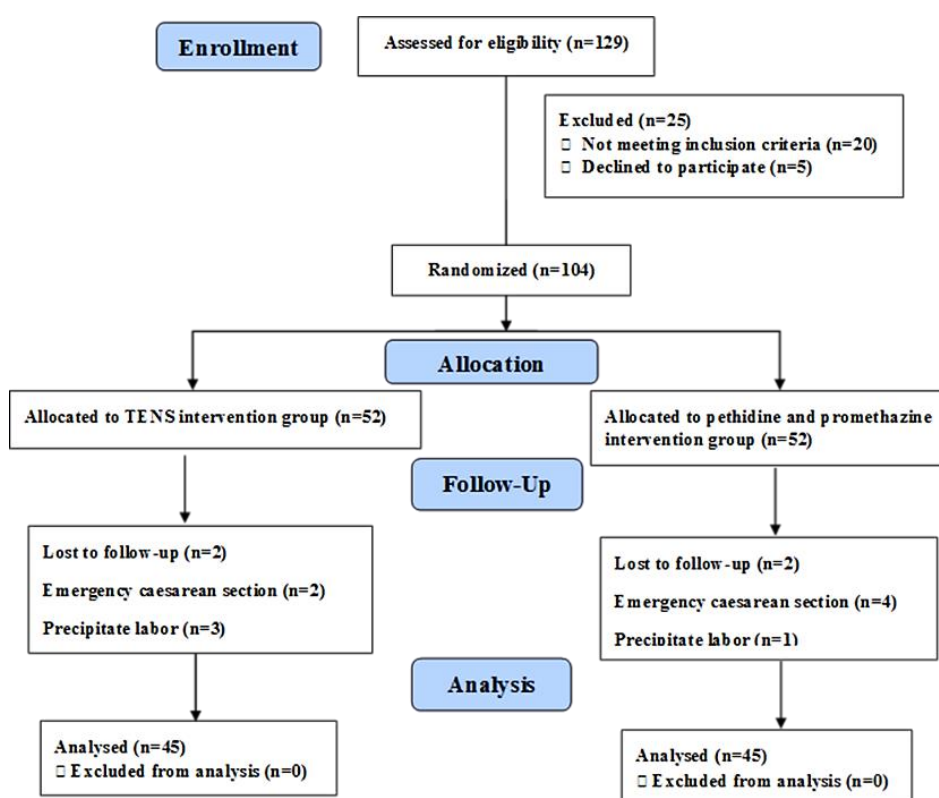 Enrollment
Assessed for eligibility (n=129)
Excluded (n=25)
□ Not meeting inclusion criteria (n=20)
□ Declined to participate (n=5)
Randomized (n=104)
Allocation
Allocated to TENS intervention group (n=52)
Allocated to pethidine and promethazine
intervention group (n=52)
Follow-Up
Lost to follow-up (n=2)
Emergency caesarean section (n=2)
Precipitate labor (n=3)
Lost to follow-up (n=2)
Emergency caesarean section (n=4)
Precipitate labor (n=1)
Analysis
Analysed (n=45)
□ Excluded from analysis (n=0)
Analysed (n=45)
□ Excluded from analysis (n=0)